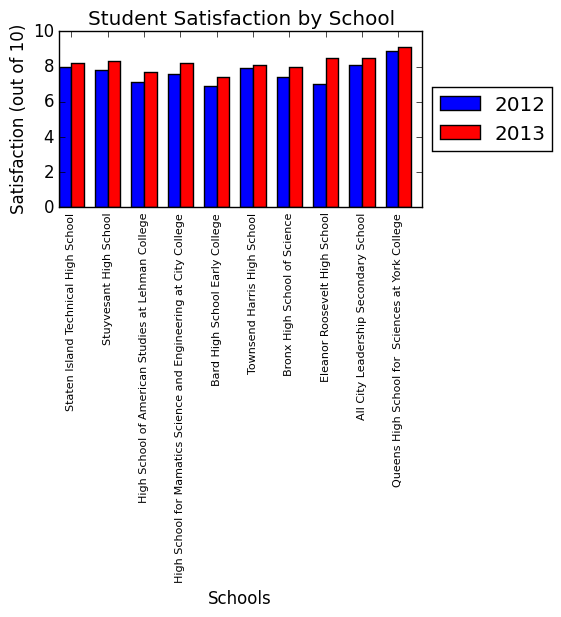 Student Satisfaction by School
Satisfaction (out of 10)
10
8
6
4
2
0
2012
2013
Staten Island Technical High School
Stuyvesant High School
High School of American Studies at Lehman College
High School for Mamatics Science and Engineering at City College
Bard High School Early College
Townsend Harris High School
Bronx High School of Science
Eleanor Roosevelt High School
All City Leadership Secondary School
Queens High School for  Sciences at York College
Schools